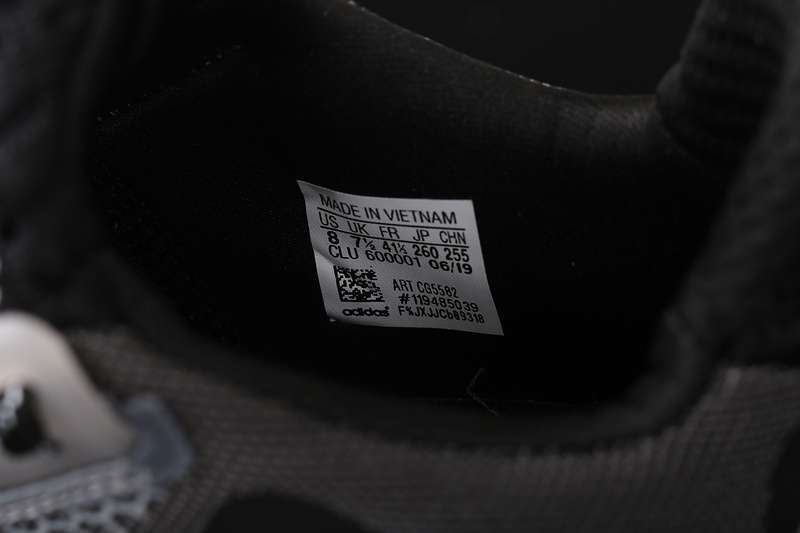 MADE IN VIETNAM
US UK FR JP CHN
8 7½ 41⅓ 260 255
CLU 600001 06/19
ART CG5582
#119485039
adidas F%JXJJCb89318